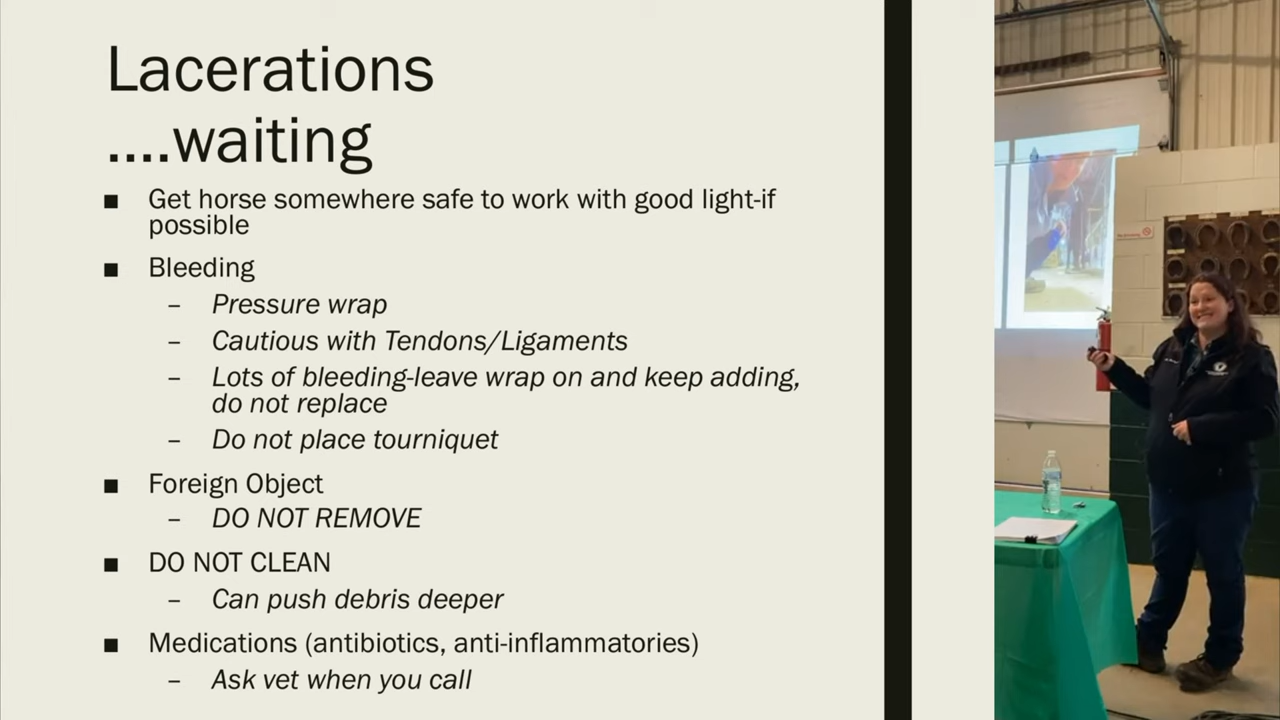 Lacerations
....waiting
■ Get horse somewhere safe to work with good light-if
possible
■ Bleeding
– Pressure wrap
– Cautious with Tendons/Ligaments
– Lots of bleeding-leave wrap on and keep adding,
do not replace
– Do not place tourniquet
■ Foreign Object
– DO NOT REMOVE
■ DO NOT CLEAN
– Can push debris deeper
■ Medications (antibiotics, anti-inflammatories)
– Ask vet when you call